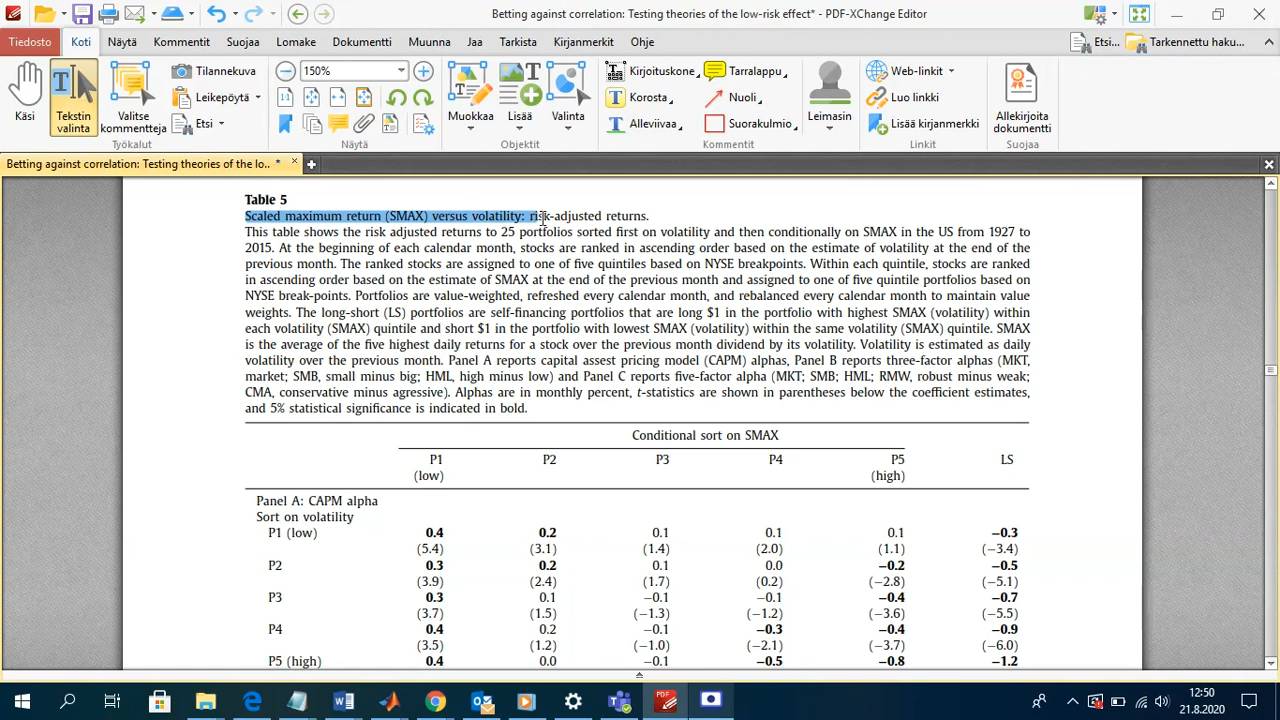 Betting against correlation: Testing theories of the low-risk effect* - PDF-XChange Editor
Tiedosto Koti Näytä Kommentit Suojaa Lomake Dokumentti Muunna Jaa Tarkista Kirjanmerkit Ohje Etsi... Tarkennettu haku...
Käsi
Tekstin valinta
Valitse kommentteja
Tilannekuva
Leikepöytä
Etsi
Työkalut
150%
Näytä
Muokkaa
Lisää
Valinta
Objektit
Kirjoituskone
Korosta
Alleviivaa
Tarralappu
Nuoli
Suorakulmio
Leimasin
Kommentit
Web-linkit
Luo linkki
Lisää kirjanmerkki
Linkit
Allekirjoita dokumentti
Suojaus
Betting against correlation: Testing theories of the lo.. *
Table 5
Scaled maximum return (SMAX) versus volatility: risk-adjusted returns.
This table shows the risk adjusted returns to 25 portfolios sorted first on volatility and then conditionally on SMAX in the US from 1927 to
2015. At the beginning of each calendar month, stocks are ranked in ascending order based on the estimate of volatility at the end of the
previous month. The ranked stocks are assigned to one of five quintiles based on NYSE breakpoints. Within each quintile, stocks are ranked
in ascending order based on the estimate of SMAX at the end of the previous month and assigned to one of five quintile portfolios based on
NYSE break-points. Portfolios are value-weighted, refreshed every calendar month, and rebalanced every calendar month to maintain value
weights. The long-short (LS) portfolios are self-financing portfolios that are long $1 in the portfolio with highest SMAX (volatility) within
each volatility (SMAX) quintile and short $1 in the portfolio with lowest SMAX (volatility) within the same volatility (SMAX) quintile. SMAX
is the average of the five highest daily returns for a stock over the previous month dividend by its volatility. Volatility is estimated as daily
volatility over the previous month. Panel A reports capital assest pricing model (CAPM) alphas, Panel B reports three-factor alphas (MKT,
market; SMB, small minus big; HML, high minus low) and Panel C reports five-factor alpha (MKT; SMB; HML; RMW, robust minus weak;
CMA, conservative minus agressive). Alphas are in monthly percent, t-statistics are shown in parentheses below the coefficient estimates,
and 5% statistical significance is indicated in bold.
Conditional sort on SMAX
P1 P2 P3 P4 P5 LS
(low) (high)
Panel A: CAPM alpha
Sort on volatility
P1 (low) 0.4 0.2 0.1 0.1 0.1 −0.3
(5.4) (3.1) (1.4) (2.0) (1.1) (−3.4)
P2 0.3 0.2 0.1 0.0 −0.2 −0.5
(3.9) (2.4) (1.7) (0.2) (−2.8) (−5.1)
P3 0.3 0.1 −0.1 −0.1 −0.4 −0.7
(3.7) (1.5) (−1.3) (−1.2) (−3.6) (−5.5)
P4 0.4 0.2 −0.1 −0.3 −0.4 −0.9
(3.5) (1.2) (−1.0) (−2.1) (−3.7) (−6.0)
P5 (high) 0.4 0.0 −0.1 −0.5 −0.8 −1.2
12:50
21.8.2020